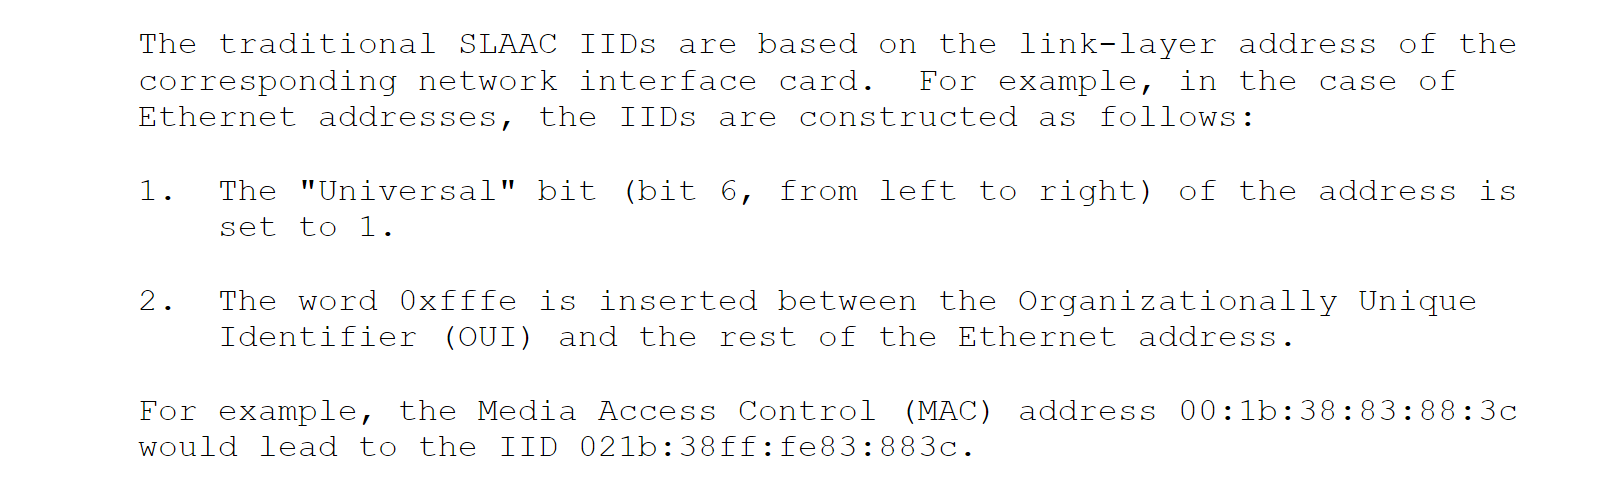 The traditional SLAAC IIDs are based on the link-layer address of the
corresponding network interface card.  For example, in the case of
Ethernet addresses, the IIDs are constructed as follows:
1.  The "Universal" bit (bit 6, from left to right) of the address is
set to 1.
2.  The word 0xfffe is inserted between the Organizationally Unique
Identifier (OUI) and the rest of the Ethernet address.
For example, the Media Access Control (MAC) address 00:1b:38:83:88:3c
would lead to the IID 021b:38ff:fe83:883c.